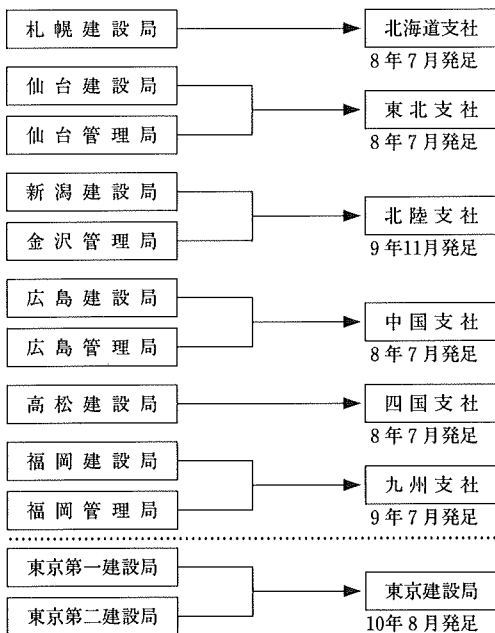 札幌建設局
北海道支社
8年7月発足
仙台建設局
仙台管理局
東北支社
8年7月発足
新潟建設局
金沢管理局
北陸支社
9年11月発足
広島建設局
広島管理局
中国支社
8年7月発足
高松建設局
四国支社
8年7月発足
福岡建設局
福岡管理局
九州支社
9年7月発足
東京第一建設局
東京第二建設局
東京建設局
10年8月発足